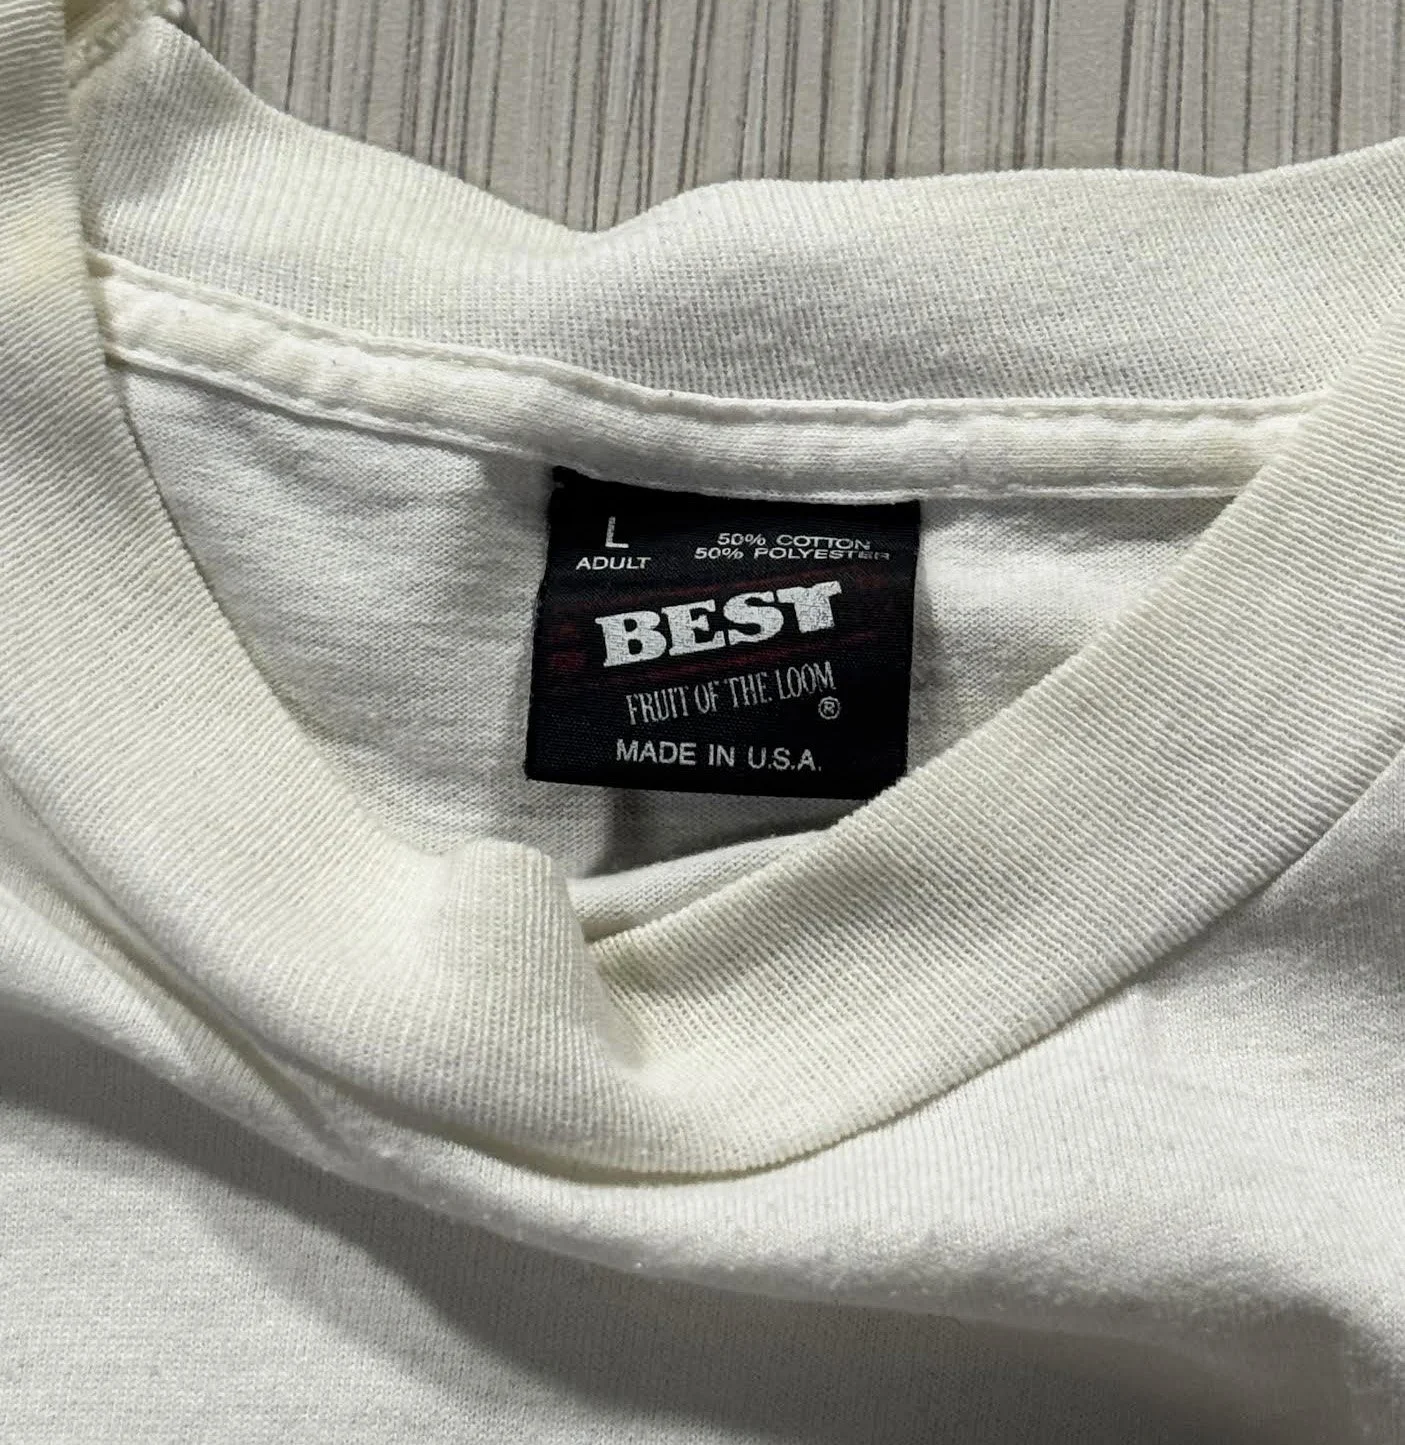 L
ADULT
50% COTTON
50% POLYESTER
BEST
FRUIT OF THE LOOM
®
MADE IN U.S.A.